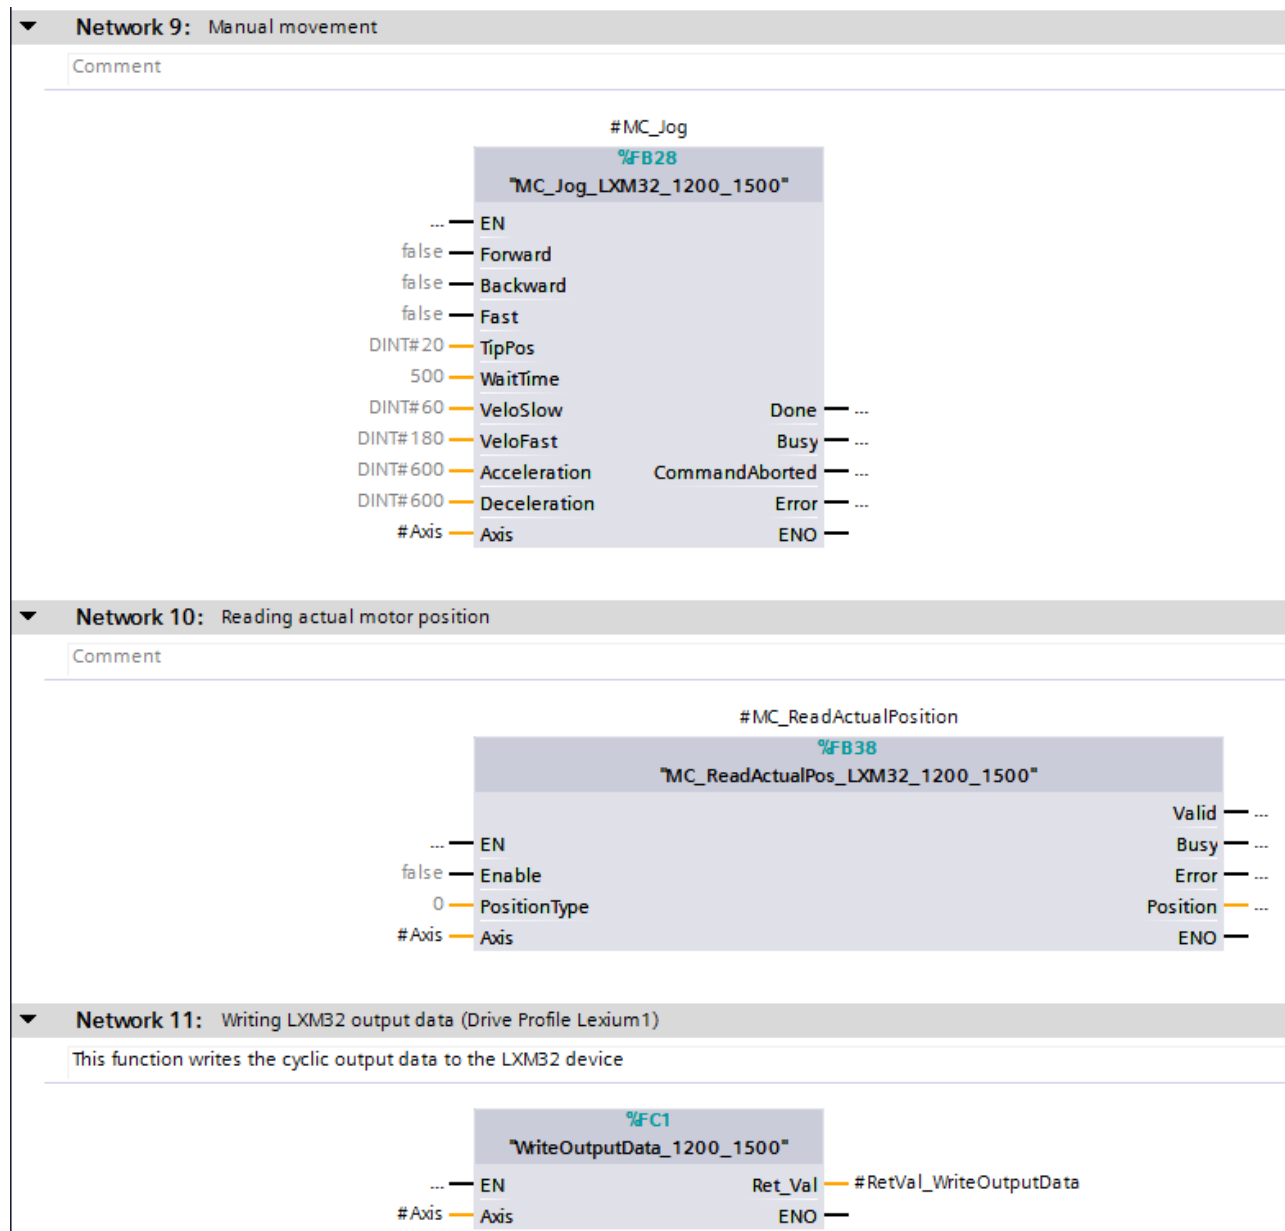 Network 9: Manual movement
Comment
#MC_Jog
%FB28
"MC_Jog_LXM32_1200_1500"
... EN
false Forward
false Backward
false Fast
DINT#20 TipPos
500 WaitTime
DINT#60 VeloSlow Done ...
DINT#180 VeloFast Busy ...
DINT#600 Acceleration CommandAborted ...
DINT#600 Deceleration Error ...
#Axis Axis ENO
Network 10: Reading actual motor position
Comment
#MC_ReadActualPosition
%FB38
"MC_ReadActualPos_LXM32_1200_1500"
Valid ...
... EN Busy ...
false Enable Error ...
0 PositionType Position ...
#Axis Axis ENO
Network 11: Writing LXM32 output data (Drive Profile Lexium1)
This function writes the cyclic output data to the LXM32 device
%FC1
"WriteOutputData_1200_1500"
... EN Ret_Val #RetVal_WriteOutputData
#Axis Axis ENO